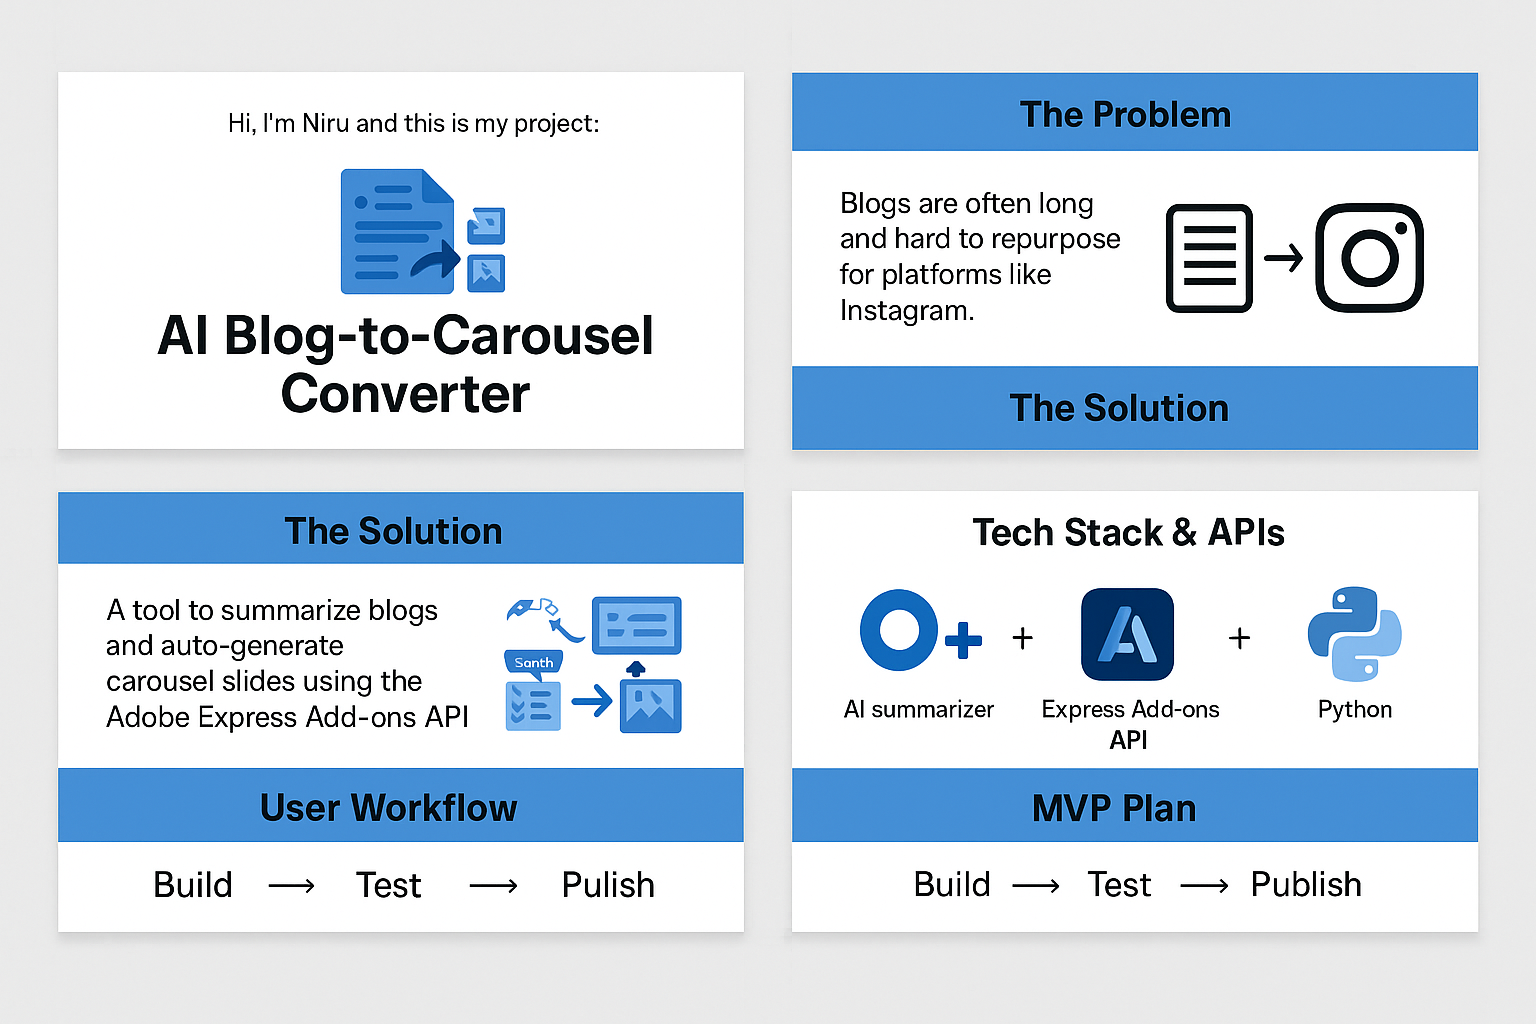 Hi, I'm Niru and this is my project:
AI Blog-to-Carousel
Converter
The Problem
Blogs are often long
and hard to repurpose
for platforms like
Instagram.
The Solution
The Solution
A tool to summarize blogs
and auto-generate
carousel slides using the
Adobe Express Add-ons API
Santh
User Workflow
Build → Test → Pulish
Tech Stack & APIs
+ +
AI summarizer Express Add-ons Python
API
MVP Plan
Build → Test → Publish